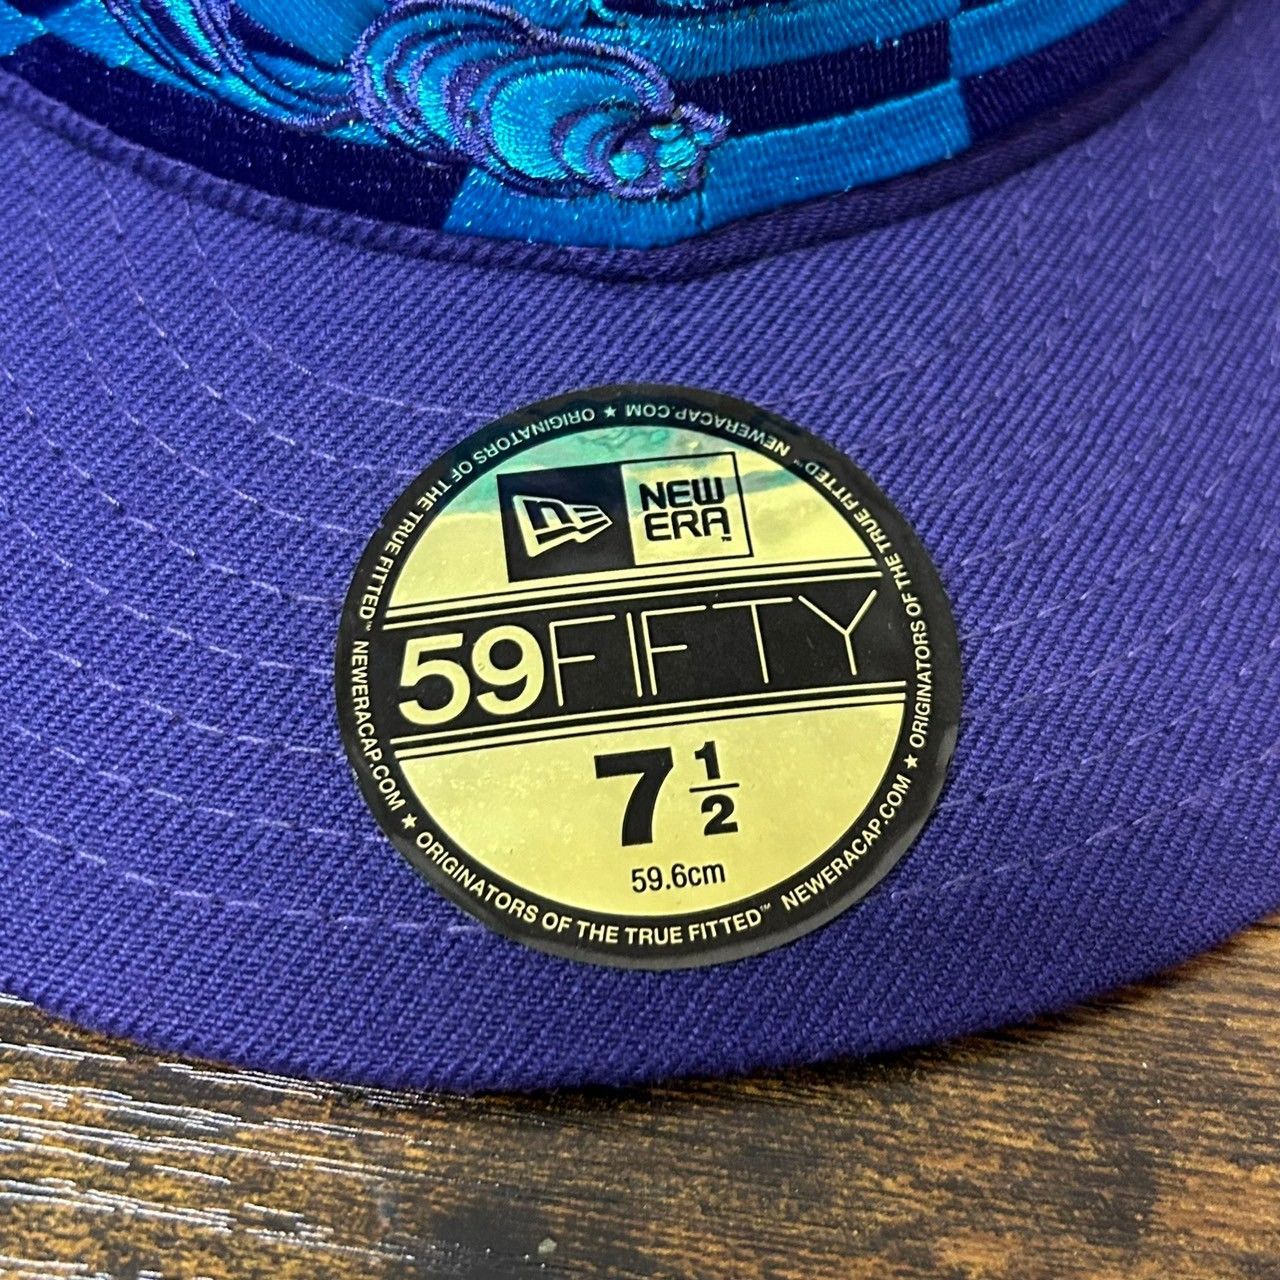 NEW
ERA™
59FIFTY
7 1/2
59.6cm
ORIGINATORS OF THE TRUE FITTED™ NEWERACAP.COM ★
ORIGINATORS OF THE TRUE FITTED™ NEWERACAP.COM ★
ORIGINATORS OF THE TRUE FITTED™ NEWERACAP.COM ★